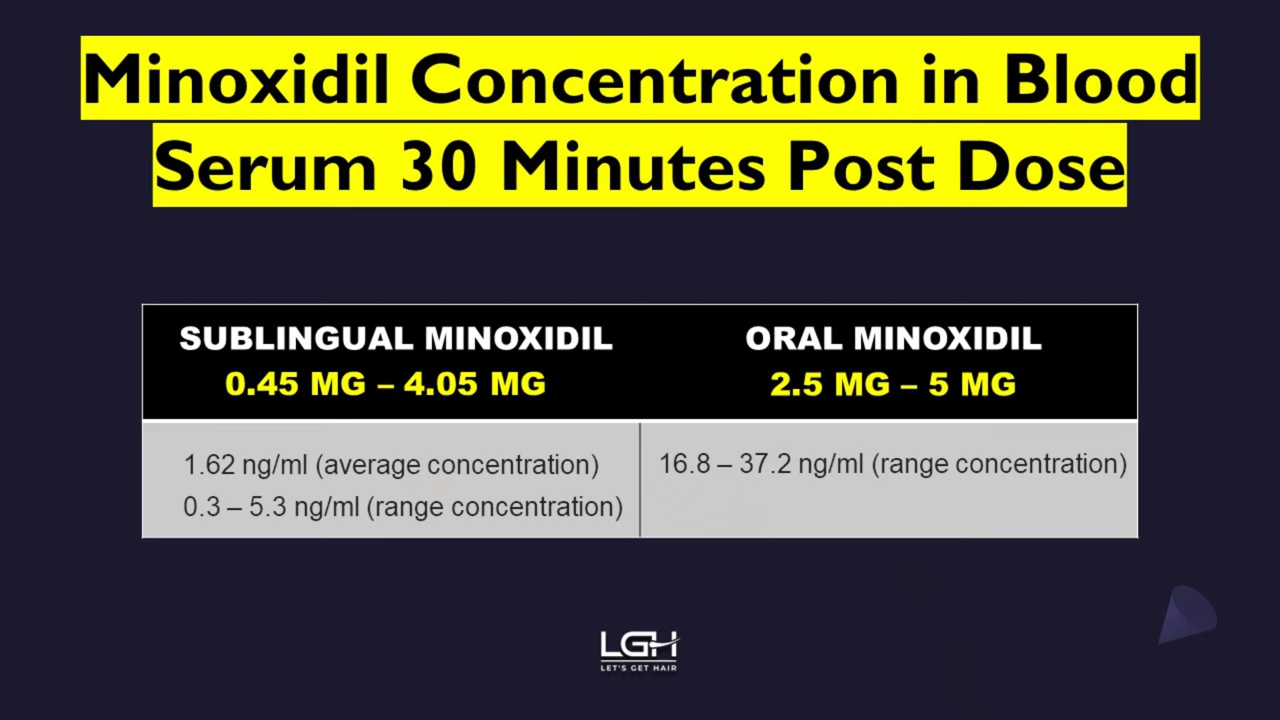 Minoxidil Concentration in Blood
Serum 30 Minutes Post Dose
SUBLINGUAL MINOXIDIL
0.45 MG – 4.05 MG
ORAL MINOXIDIL
2.5 MG – 5 MG
1.62 ng/ml (average concentration)
0.3 – 5.3 ng/ml (range concentration)
16.8 – 37.2 ng/ml (range concentration)
LGH
LET'S GET HAIR